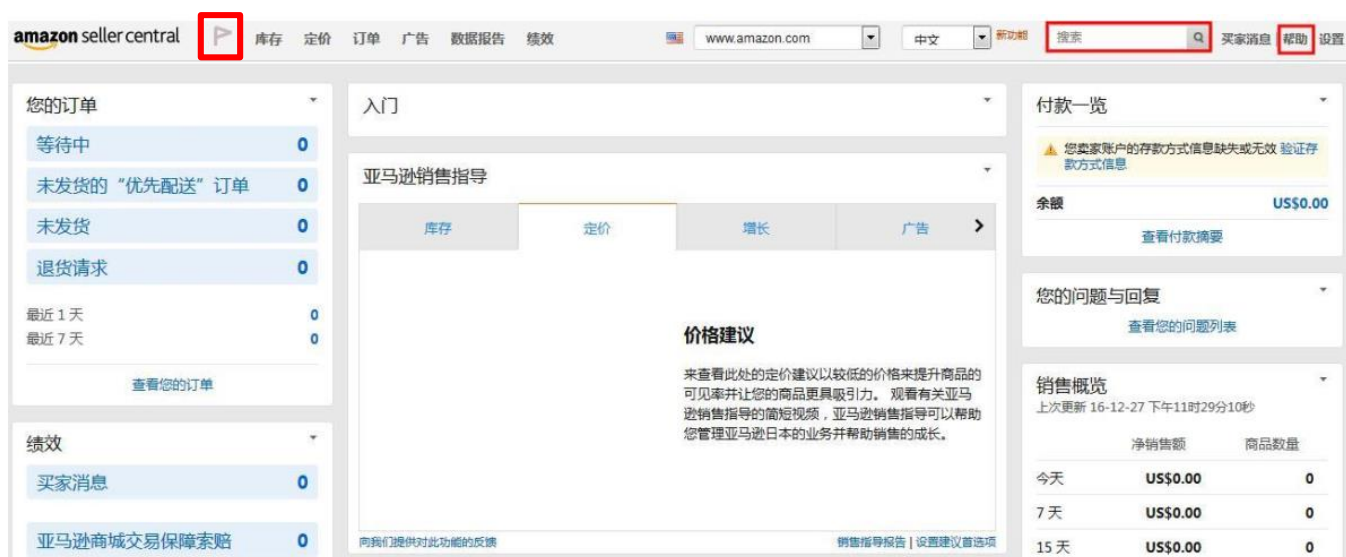 amazon seller central 库存 定价 订单 广告 数据报告 绩效 www.amazon.com 中文 新功能 搜索 买家消息 | 帮助 设置
您的订单
等待中 0
未发货的“优先配送”订单 0
未发货 0
退货请求 0
最近 1 天 0
最近 7 天 0
查看您的订单
绩效
买家消息 0
亚马逊商城交易保障索赔 0
入门
亚马逊销售指导
库存 定价 增长 广告
价格建议
来查看此处的定价建议以较低的价格来提升商品的
可见率并让您的商品更具吸引力。 观看有关亚马
逊销售指导的简短视频，亚马逊销售指导可以帮助
您管理亚马逊日本的业务并帮助销售的成长。
向我们提供对此功能的反馈 销售指导报告 | 设置建议首选项
付款一览
您卖家账户的存款方式信息缺失或无效 验证存
款方式信息
余额 US$0.00
查看付款摘要
您的问题与回复
查看您的问题列表
销售概览
上次更新 16-12-27 下午11时29分10秒
净销售额 商品数量
今天 US$0.00 0
7 天 US$0.00 0
15 天 US$0.00 0